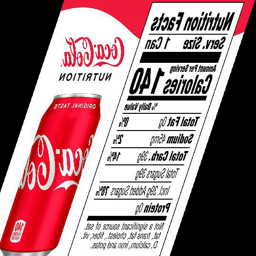 Coca-Cola
NUTRITION
ORIGINAL TASTE
Coca-Cola
140
Nutrition Facts
Serv. Size 1 Can
Amount Per Serving
Calories 140
% Daily Value
Total Fat 0g 0%
Sodium 45mg 2%
Total Carb. 39g 14%
Total Sugars 39g
Incl. 39g Added Sugars 78%
Protein 0g
Not a significant source of sat.
fat, trans fat, cholest., fiber, vit.
D, calcium, iron and potas.